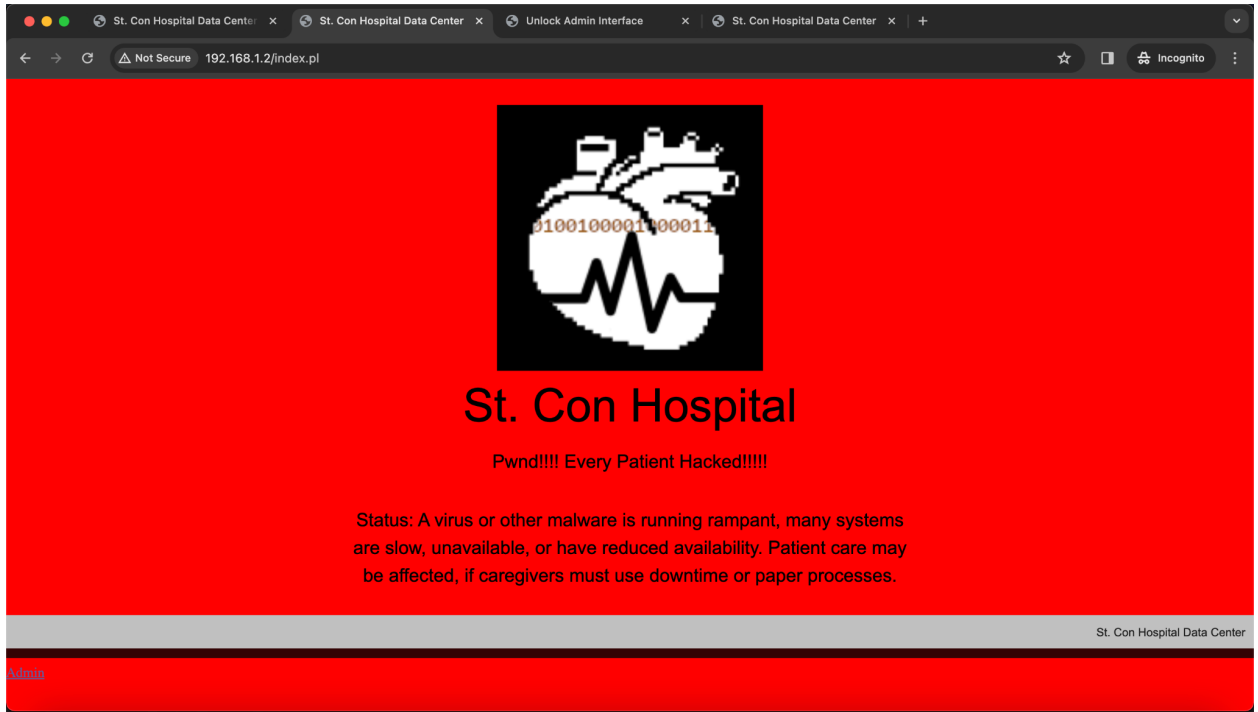 St. Con Hospital Data Center
St. Con Hospital Data Center
Unlock Admin Interface
St. Con Hospital Data Center
Not Secure
192.168.1.2/index.pl
Incognito
St. Con Hospital
Pwnd!!!! Every Patient Hacked!!!!!
Status: A virus or other malware is running rampant, many systems
are slow, unavailable, or have reduced availability. Patient care may
be affected, if caregivers must use downtime or paper processes.
St. Con Hospital Data Center
Admin